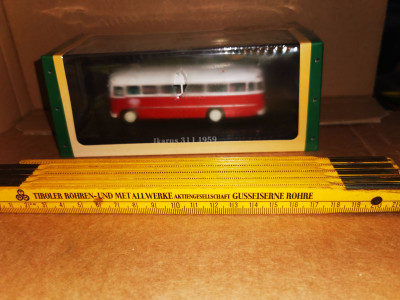 Ikarus 311 1959
TIROLER RÖHREN- UND METALLWERKE AKTIENGESELLSCHAFT GUSSEISERNE ROHRE